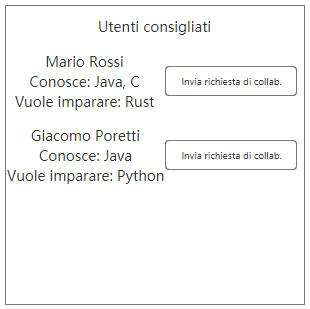 Utenti consigliati
Mario Rossi
Conosce: Java, C
Vuole imparare: Rust
Invia richiesta di collab.
Giacomo Poretti
Conosce: Java
Vuole imparare: Python
Invia richiesta di collab.